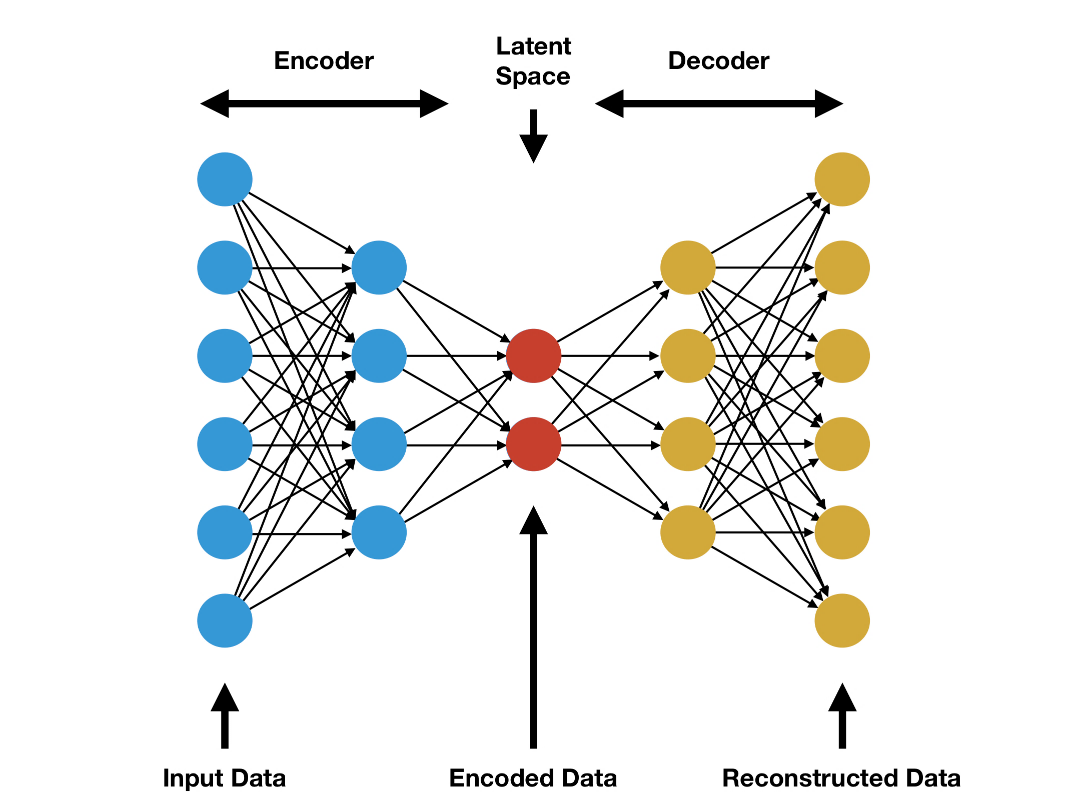 Encoder
Latent
Space
Decoder
Input Data
Encoded Data
Reconstructed Data